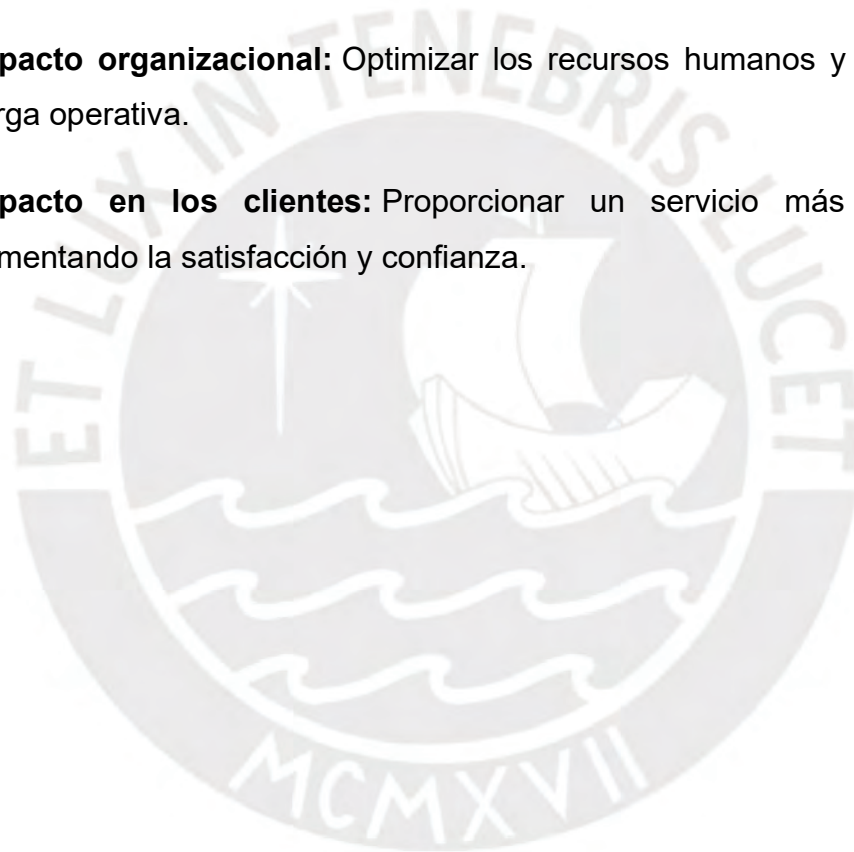 pacto organizacional: Optimizar los recursos humanos y
rga operativa.
pacto en los clientes: Proporcionar un servicio más
mentando la satisfacción y confianza.
ET LUX IN TENEBRIS LUCET
MCMXVII